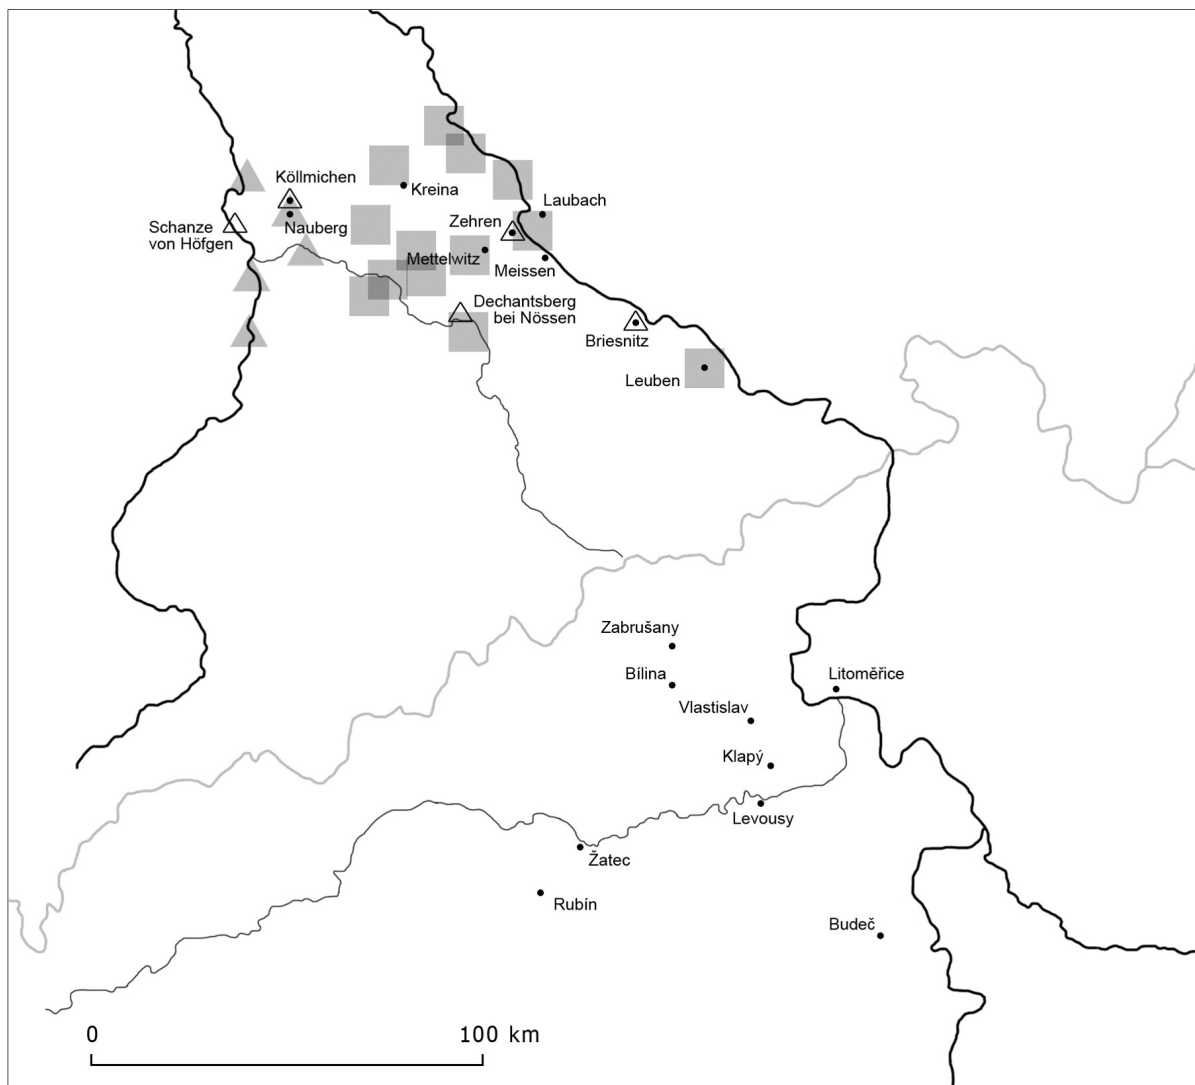 Köllmichen
Kreina
Laubach
Nauberg
Zehren
Schanze
von Höfgen
Mettelwitz
Meissen
Dechantsberg
bei Nössen
Briesnitz
Leuben
Zabrušany
Bílina
Litoměřice
Vlastislav
Klapý
Levousy
Žatec
Rubín
Budeč
0 100 km